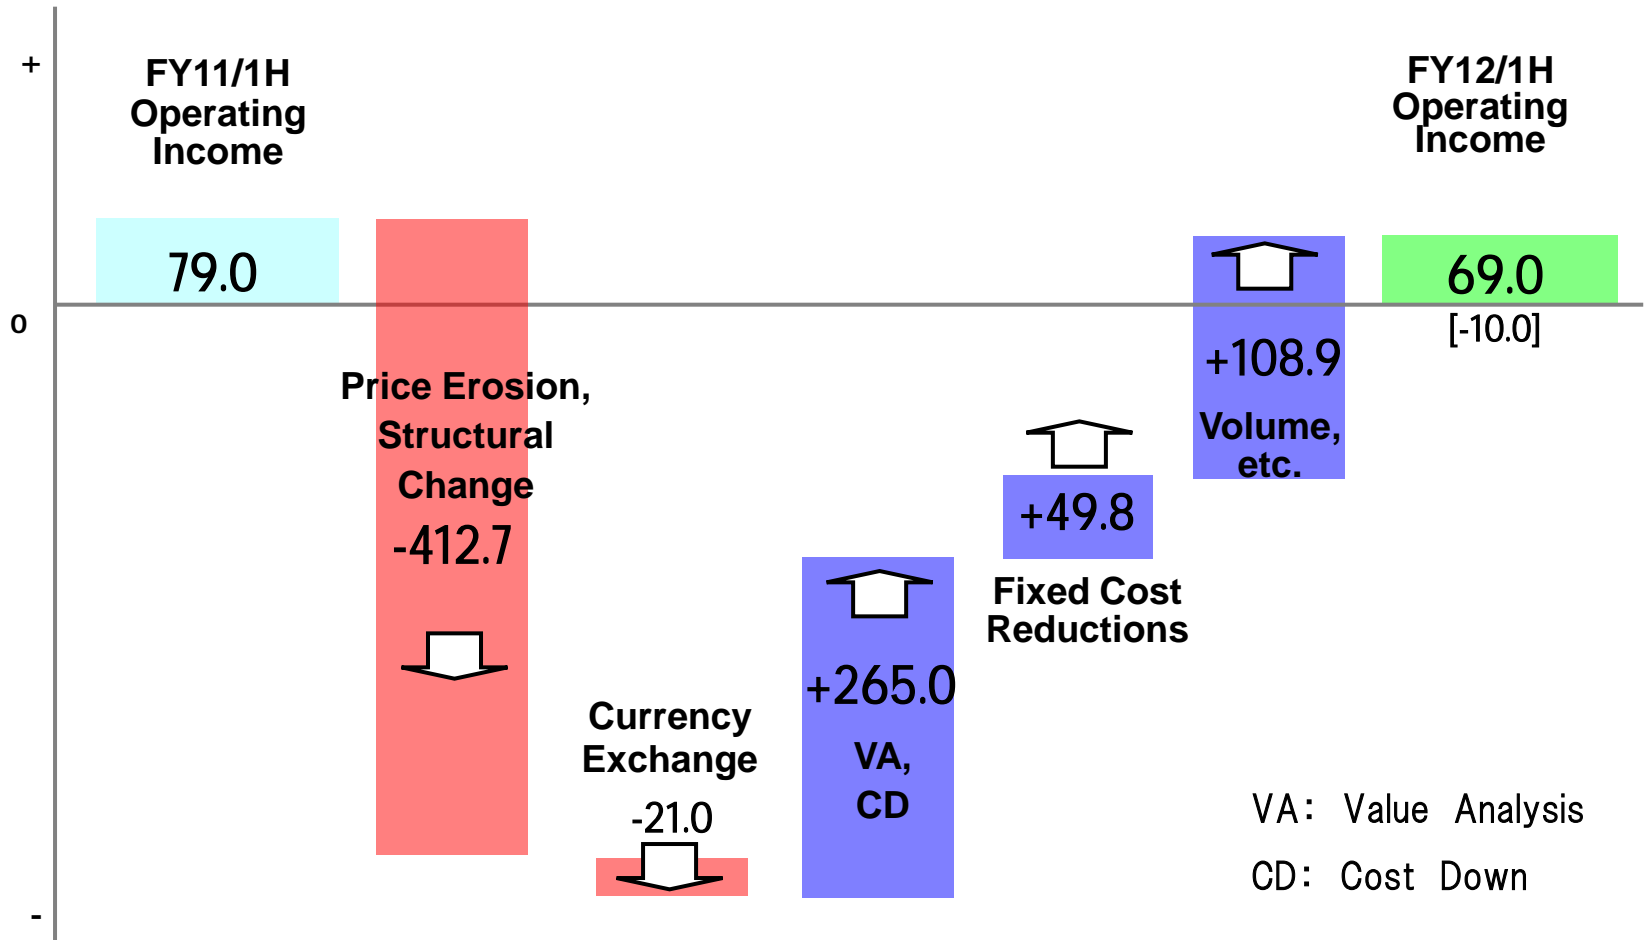 +
FY11/1H
Operating
Income
79.0
0
Price Erosion,
Structural
Change
-412.7
Currency
Exchange
-21.0
+265.0
VA,
CD
+49.8
Fixed Cost
Reductions
+108.9
Volume,
etc.
FY12/1H
Operating
Income
69.0
[-10.0]
VA: Value Analysis
CD: Cost Down
-